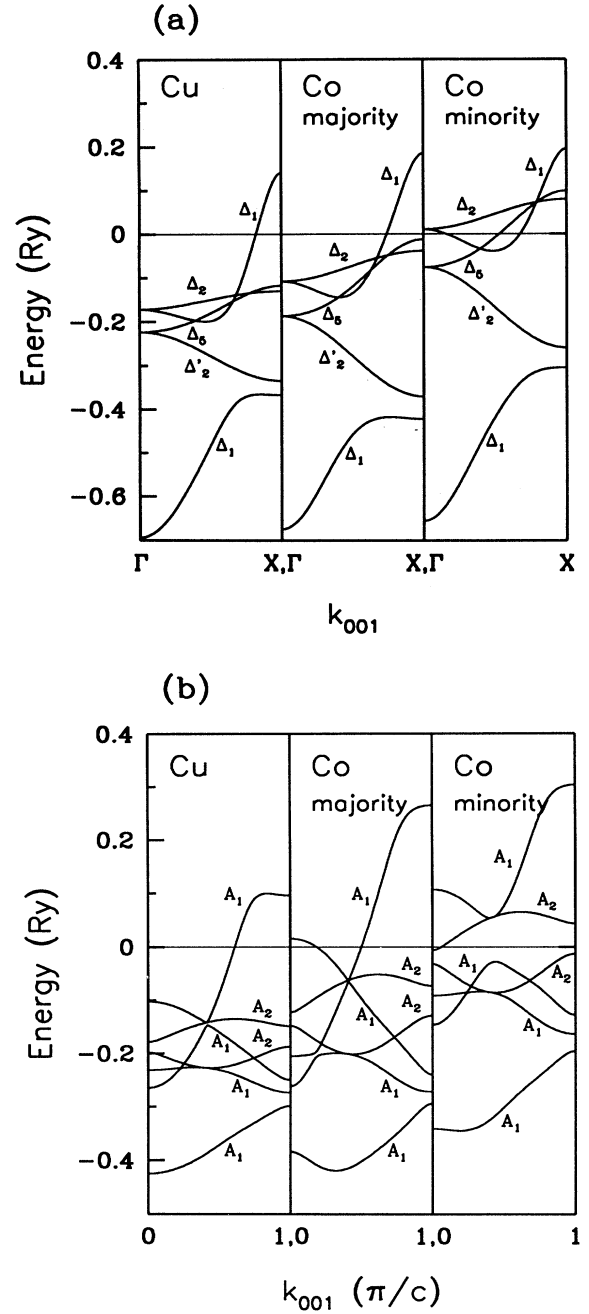 (a)
0.4
Cu Co majority Co minority
0.2
Δ₁ Δ₁ Δ₁
Δ₂
0
Δ₂
Δ₅
Δ₂
Energy (Ry)
−0.2
Δ₅ Δ₅ Δ'₂
Δ'₂ Δ'₂
−0.4
Δ₁ Δ₁ Δ₁
−0.6
Γ X,Γ X,Γ X
k₀₀₁
(b)
0.4
Cu Co majority Co minority
0.2
A₁
A₁ A₂
0
Energy (Ry)
A₂ A₁ A₂
A₂ A₂
A₁ A₂ A₁ A₁
−0.2
A₁ A₁
A₁
−0.4
A₁ A₁
0 1,0 1,0 1
k₀₀₁ (π/c)